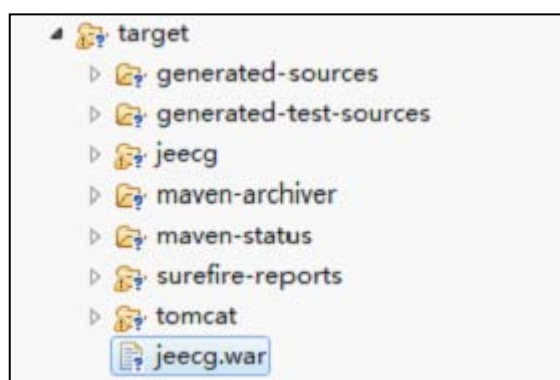 target
generated-sources
generated-test-sources
jeecg
maven-archiver
maven-status
surefire-reports
tomcat
jeecg.war